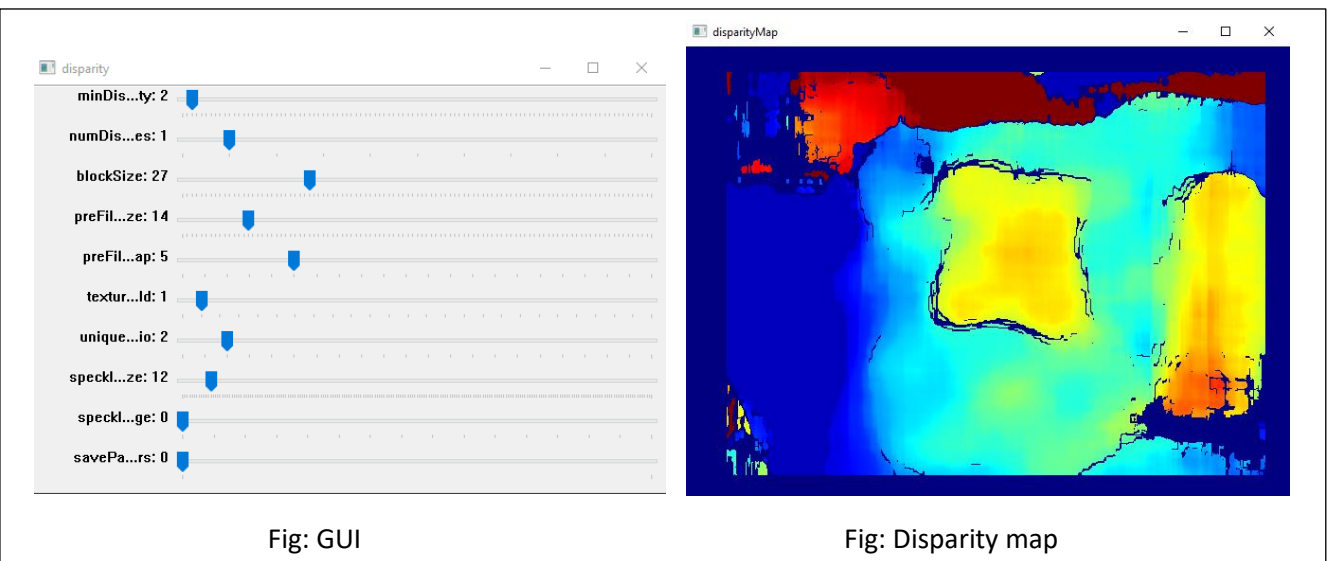 disparity
minDis...ty: 2
numDis...es: 1
blockSize: 27
preFil...ze: 14
preFil...ap: 5
textur...ld: 1
unique...io: 2
speckl...ze: 12
speckl...ge: 0
savePa...rs: 0
Fig: GUI
disparityMap
Fig: Disparity map